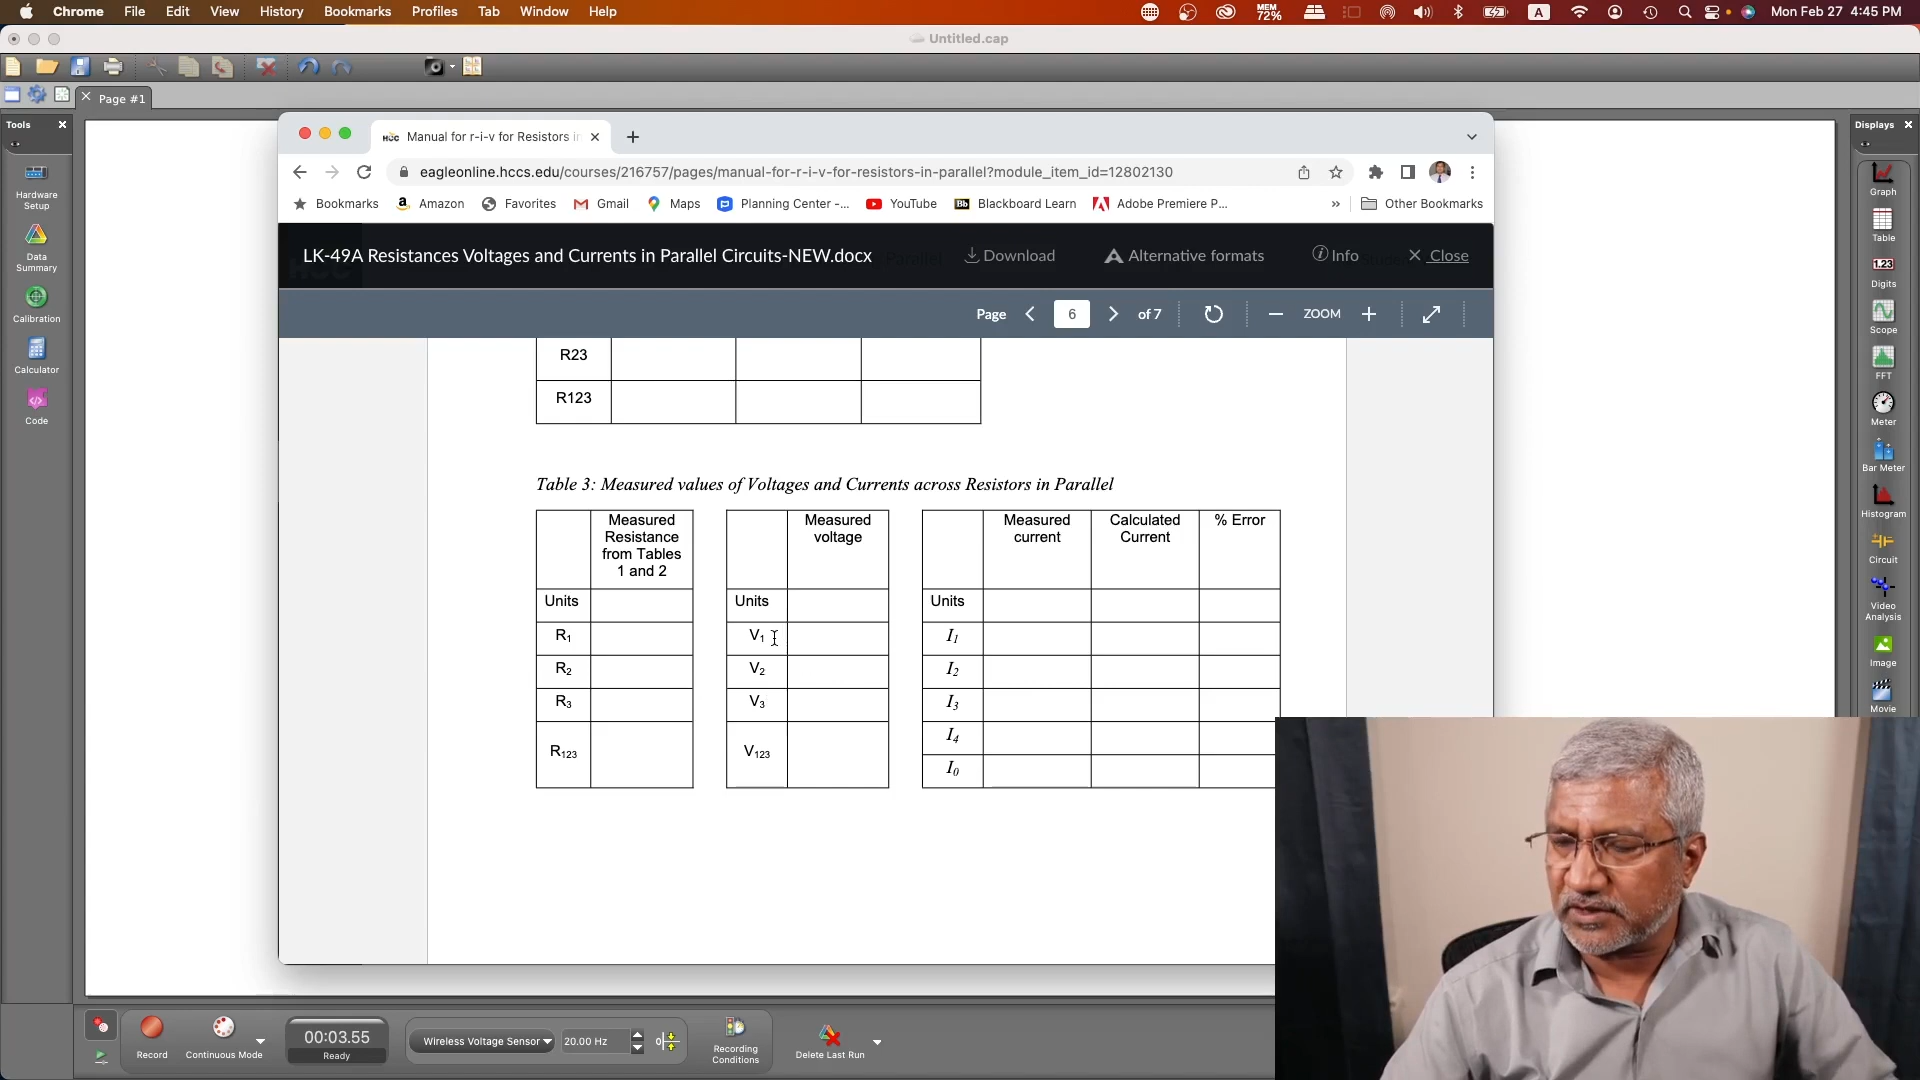 Chrome File Edit View History Bookmarks Profiles Tab Window Help MEM 72% A Mon Feb 27 4:45 PM
Untitled.cap
Page #1
Tools
Displays
Hardware Setup
Data Summary
Calibration
Calculator
Code
HCC Manual for r-i-v for Resistors in
eagleonline.hccs.edu/courses/216757/pages/manual-for-r-i-v-for-resistors-in-parallel?module_item_id=12802130
Bookmarks Amazon Favorites Gmail Maps Planning Center -... YouTube Bb Blackboard Learn Adobe Premiere P... » Other Bookmarks
LK-49A Resistances Voltages and Currents in Parallel Circuits-NEW.docx Download Alternative formats Info Close
Page 6 of 7 ZOOM
R23
R123
Table 3: Measured values of Voltages and Currents across Resistors in Parallel
Measured Resistance from Tables 1 and 2
Units
R1
R2
R3
R123
Measured voltage
Units
V1
V2
V3
V123
Measured current Calculated Current % Error
Units
I1
I2
I3
I4
I0
Graph
Table
1.23
Digits
Scope
FFT
Meter
Bar Meter
Histogram
Circuit
Video Analysis
Image
Movie
Record
Continuous Mode
00:03.55
Ready
Wireless Voltage Sensor
20.00 Hz
0
Recording Conditions
Delete Last Run